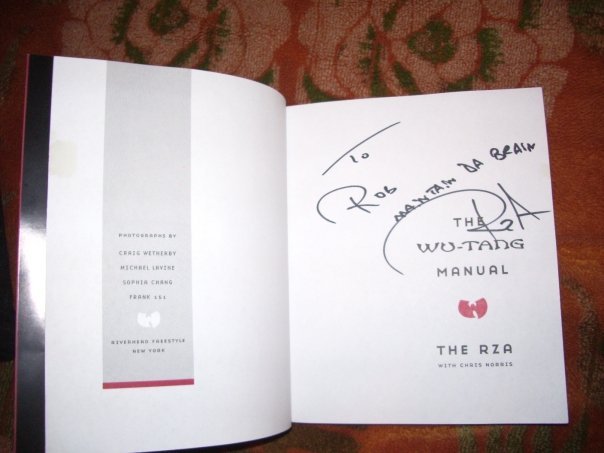 PHOTOGRAPHS BY
CRAIG WETHERBY
MICHAEL LAVINE
SOPHIA CHANG
FRANK 151
RIVERHEAD FREESTYLE
NEW YORK
TO
ROB
MAINTAIN DA BRAIN
RZA
THE
WU-TANG
MANUAL
THE RZA
WITH CHRIS NORRIS